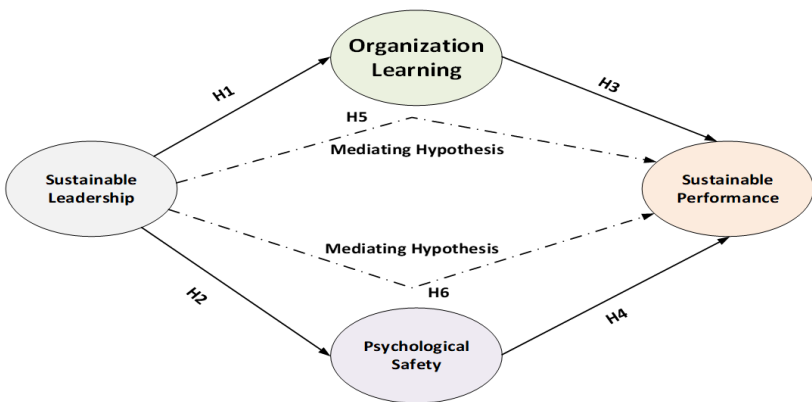 Organization
Learning
H1
H3
H5
Mediating Hypothesis
Sustainable
Leadership
Sustainable
Performance
Mediating Hypothesis
H2
H6
H4
Psychological
Safety